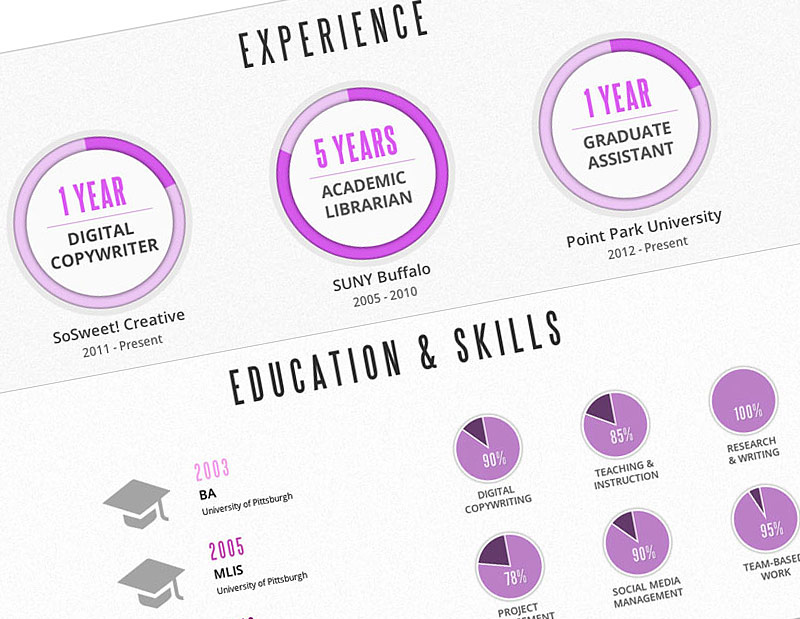 EXPERIENCE
1 YEAR
DIGITAL
COPYWRITER
SoSweet! Creative
2011 - Present
5 YEARS
ACADEMIC
LIBRARIAN
SUNY Buffalo
2005 - 2010
1 YEAR
GRADUATE
ASSISTANT
Point Park University
2012 - Present
EDUCATION & SKILLS
2003
BA
University of Pittsburgh
2005
MLIS
University of Pittsburgh
90%
DIGITAL
COPYWRITING
85%
TEACHING &
INSTRUCTION
100%
RESEARCH
& WRITING
78%
PROJECT
90%
SOCIAL MEDIA
MANAGEMENT
95%
TEAM-BASED
WORK